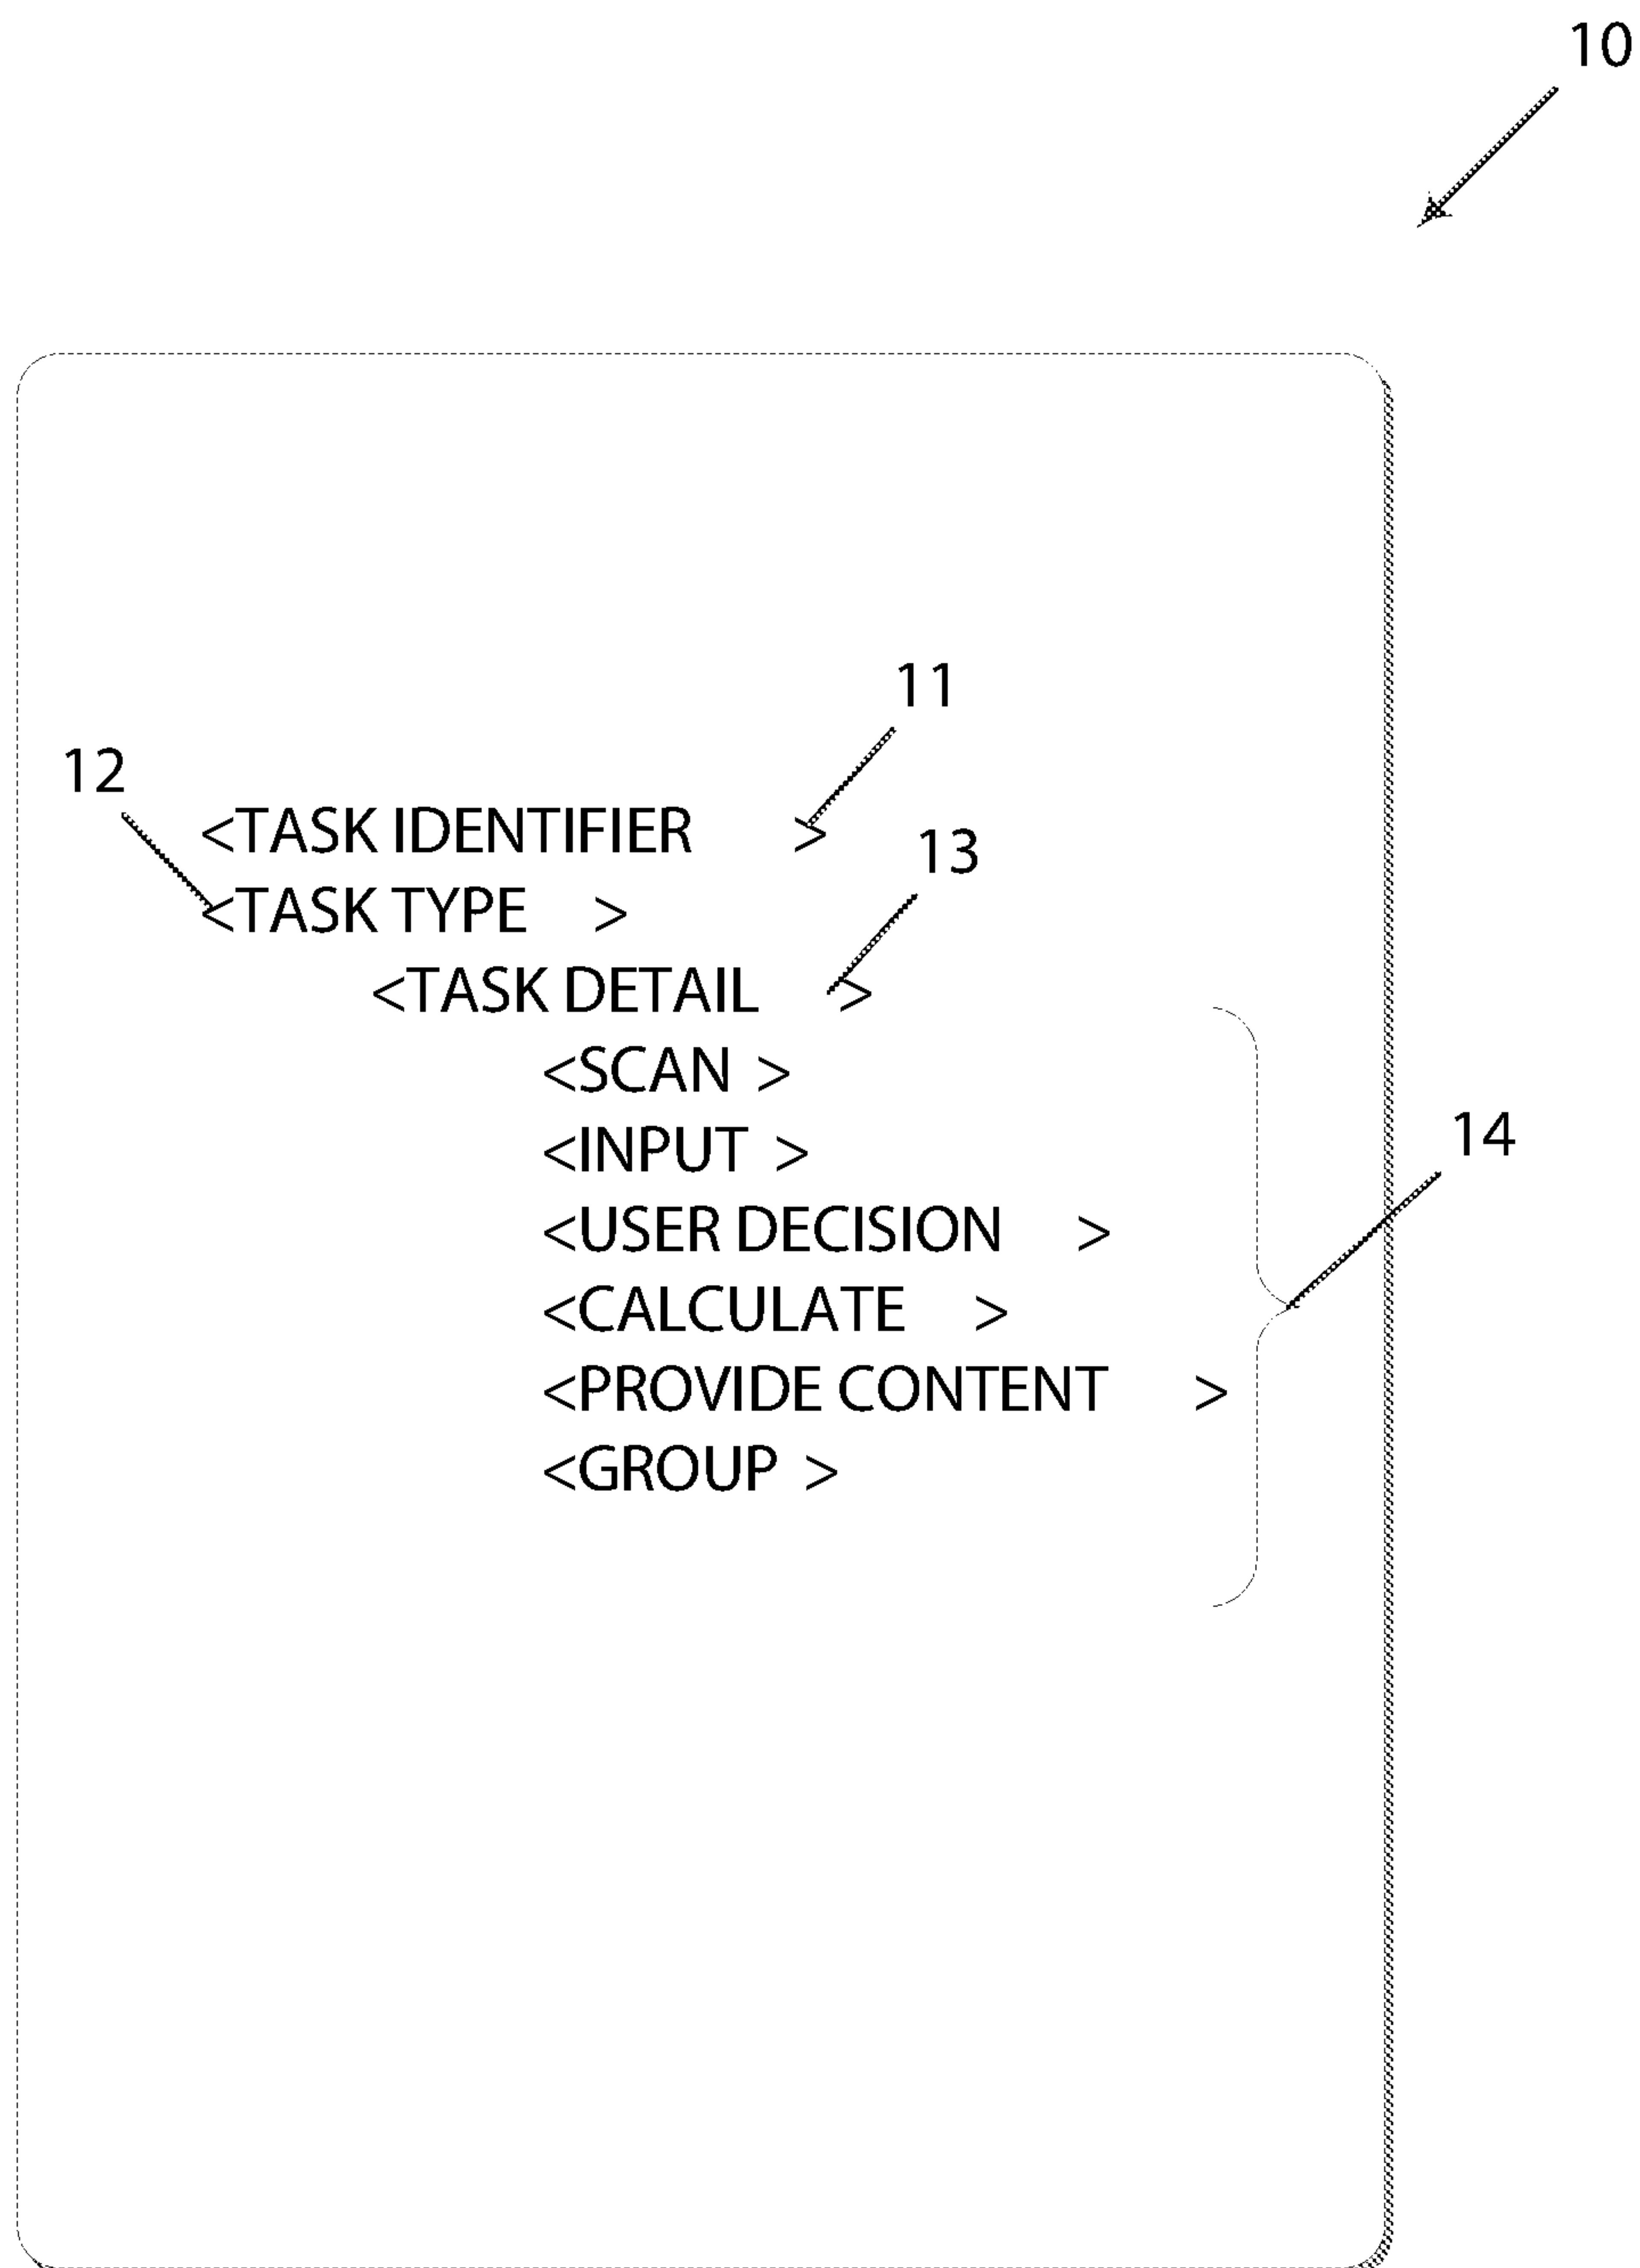 10
11
12
<TASK IDENTIFIER >
13
<TASK TYPE >
<TASK DETAIL >
<SCAN >
<INPUT >
14
<USER DECISION >
<CALCULATE >
<PROVIDE CONTENT >
<GROUP >